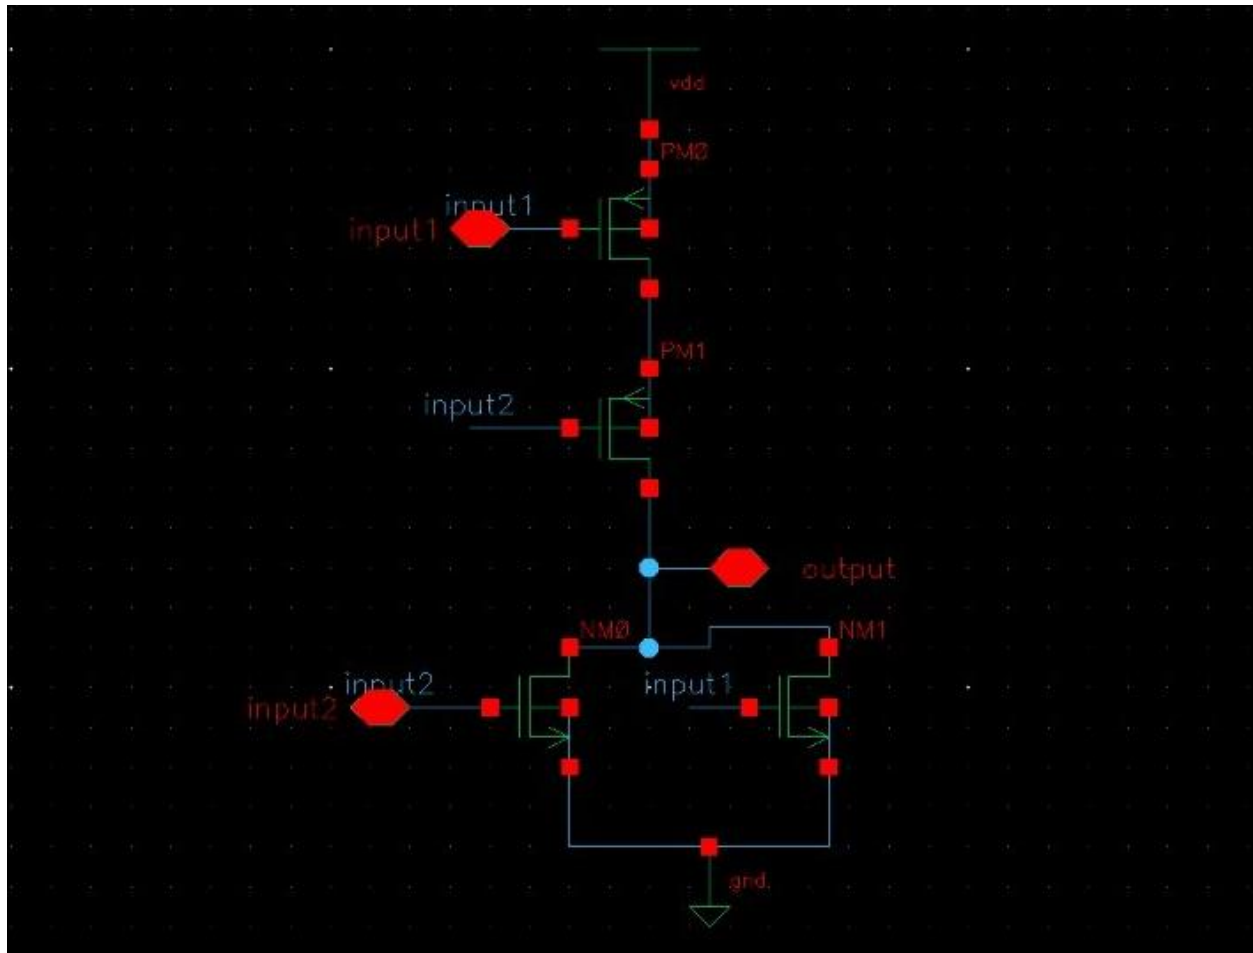 vdd
PM0
input1
input1
PM1
input2
output
NM0
NM1
input2
input1
input2
gnd